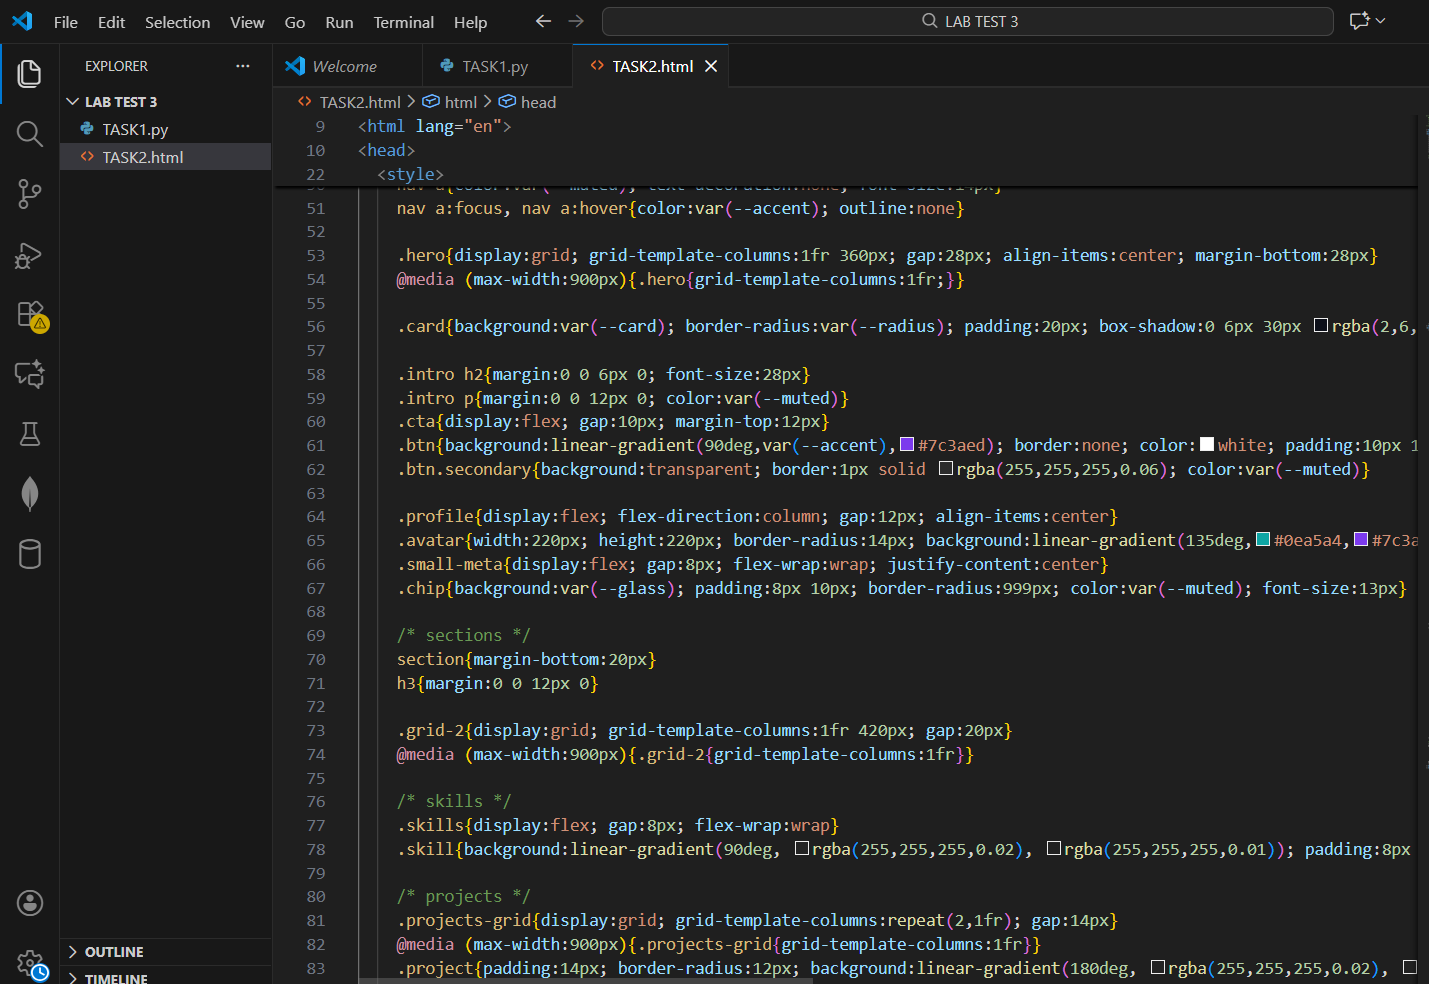 File Edit Selection View Go Run Terminal Help
LAB TEST 3
EXPLORER
LAB TEST 3
TASK1.py
TASK2.html
OUTLINE
TIMELINE
Welcome
TASK1.py
TASK2.html
TASK2.html > html > head
9 <html lang="en">
10 <head>
22 <style>
50 nav a{color:var(--muted); text-decoration:none; font-size:14px}
51 nav a:focus, nav a:hover{color:var(--accent); outline:none}
52
53 .hero{display:grid; grid-template-columns:1fr 360px; gap:28px; align-items:center; margin-bottom:28px}
54 @media (max-width:900px){.hero{grid-template-columns:1fr;}}
55
56 .card{background:var(--card); border-radius:var(--radius); padding:20px; box-shadow:0 6px 30px rgba(2,6,
57
58 .intro h2{margin:0 0 6px 0; font-size:28px}
59 .intro p{margin:0 0 12px 0; color:var(--muted)}
60 .cta{display:flex; gap:10px; margin-top:12px}
61 .btn{background:linear-gradient(90deg,var(--accent),#7c3aed); border:none; color:white; padding:10px 1
62 .btn.secondary{background:transparent; border:1px solid rgba(255,255,255,0.06); color:var(--muted)}
63
64 .profile{display:flex; flex-direction:column; gap:12px; align-items:center}
65 .avatar{width:220px; height:220px; border-radius:14px; background:linear-gradient(135deg,#0ea5a4,#7c3a
66 .small-meta{display:flex; gap:8px; flex-wrap:wrap; justify-content:center}
67 .chip{background:var(--glass); padding:8px 10px; border-radius:999px; color:var(--muted); font-size:13px}
68
69 /* sections */
70 section{margin-bottom:20px}
71 h3{margin:0 0 12px 0}
72
73 .grid-2{display:grid; grid-template-columns:1fr 420px; gap:20px}
74 @media (max-width:900px){.grid-2{grid-template-columns:1fr}}
75
76 /* skills */
77 .skills{display:flex; gap:8px; flex-wrap:wrap}
78 .skill{background:linear-gradient(90deg, rgba(255,255,255,0.02), rgba(255,255,255,0.01)); padding:8px
79
80 /* projects */
81 .projects-grid{display:grid; grid-template-columns:repeat(2,1fr); gap:14px}
82 @media (max-width:900px){.projects-grid{grid-template-columns:1fr}}
83 .project{padding:14px; border-radius:12px; background:linear-gradient(180deg, rgba(255,255,255,0.02),